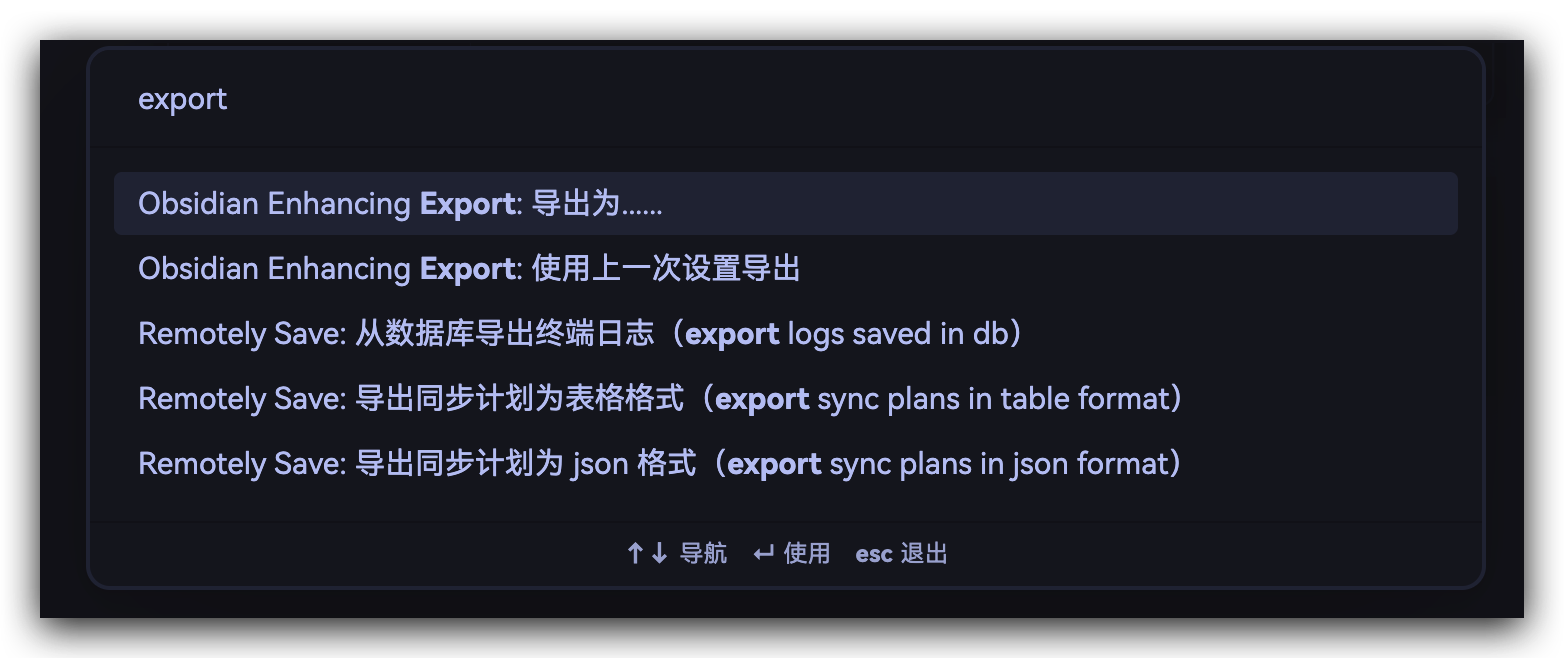 export
Obsidian Enhancing Export: 导出为……
Obsidian Enhancing Export: 使用上一次设置导出
Remotely Save: 从数据库导出终端日志（export logs saved in db）
Remotely Save: 导出同步计划为表格格式（export sync plans in table format）
Remotely Save: 导出同步计划为 json 格式（export sync plans in json format）
↑↓ 导航 ↵ 使用 esc 退出